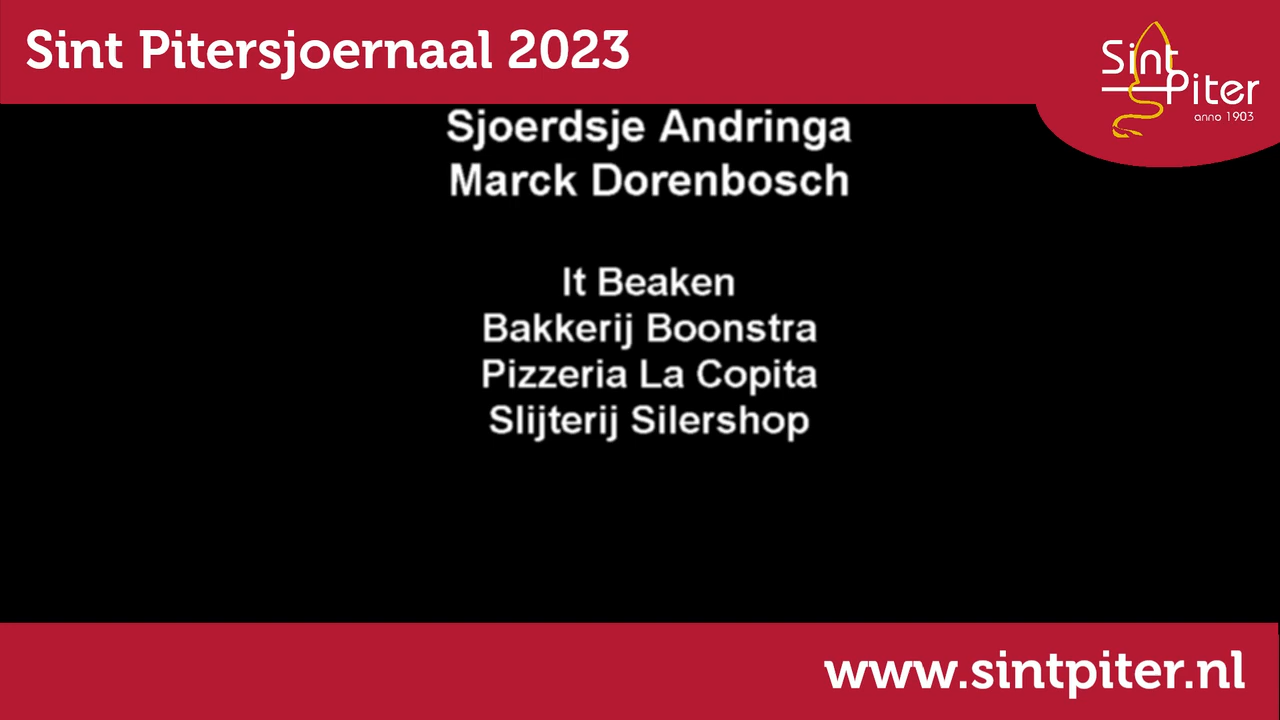 Sint Pitersjoernaal 2023
Sint
Piter
anno 1903
Sjoerdsje Andringa
Marck Dorenbosch
It Beaken
Bakkerij Boonstra
Pizzeria La Copita
Slijterij Silershop
www.sintpiter.nl